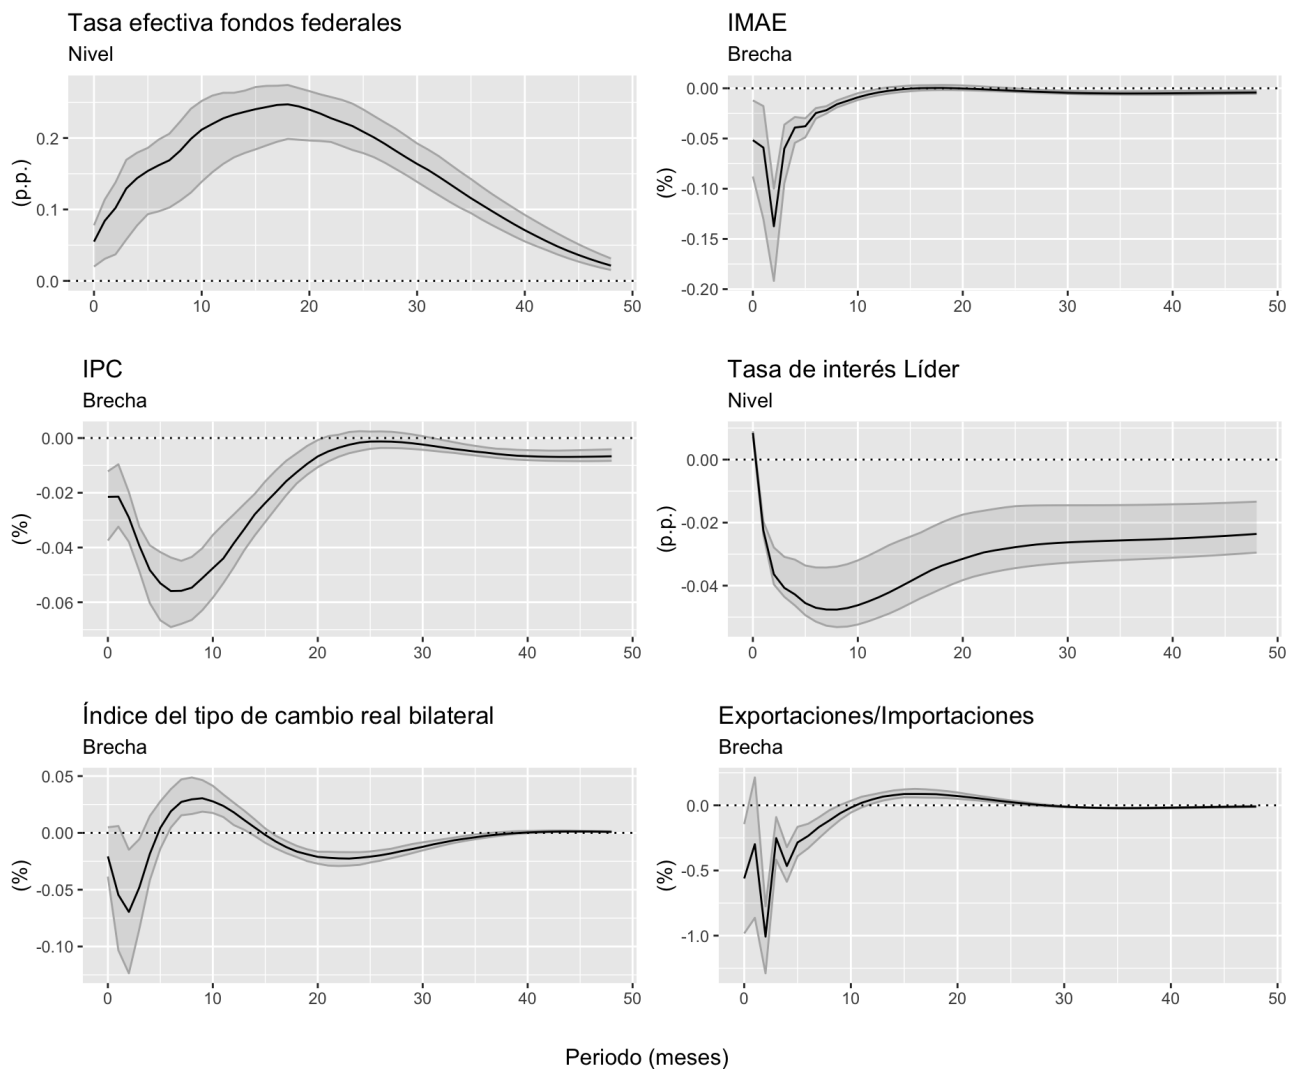 Tasa efectiva fondos federales
Nivel
(p.p.)
0.2
0.1
0.0
0 10 20 30 40 50
IMAE
Brecha
(%)
0.00
-0.05
-0.10
-0.15
-0.20
0 10 20 30 40 50
IPC
Brecha
(%)
0.00
-0.02
-0.04
-0.06
0 10 20 30 40 50
Tasa de interés Líder
Nivel
(p.p.)
0.00
-0.02
-0.04
0 10 20 30 40 50
Índice del tipo de cambio real bilateral
Brecha
(%)
0.05
0.00
-0.05
-0.10
0 10 20 30 40 50
Exportaciones/Importaciones
Brecha
(%)
0.0
-0.5
-1.0
0 10 20 30 40 50
Periodo (meses)